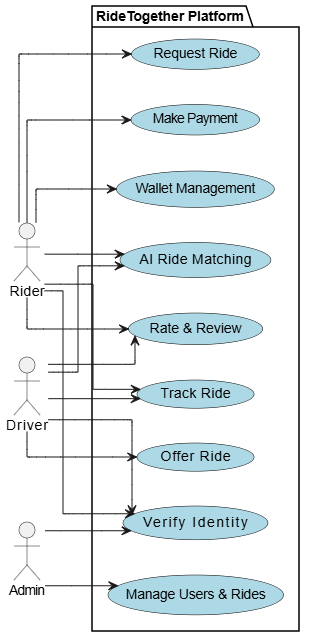 RideTogether Platform
Request Ride
Make Payment
Wallet Management
AI Ride Matching
Rider
Rate & Review
Track Ride
Driver
Offer Ride
Verify Identity
Admin
Manage Users & Rides